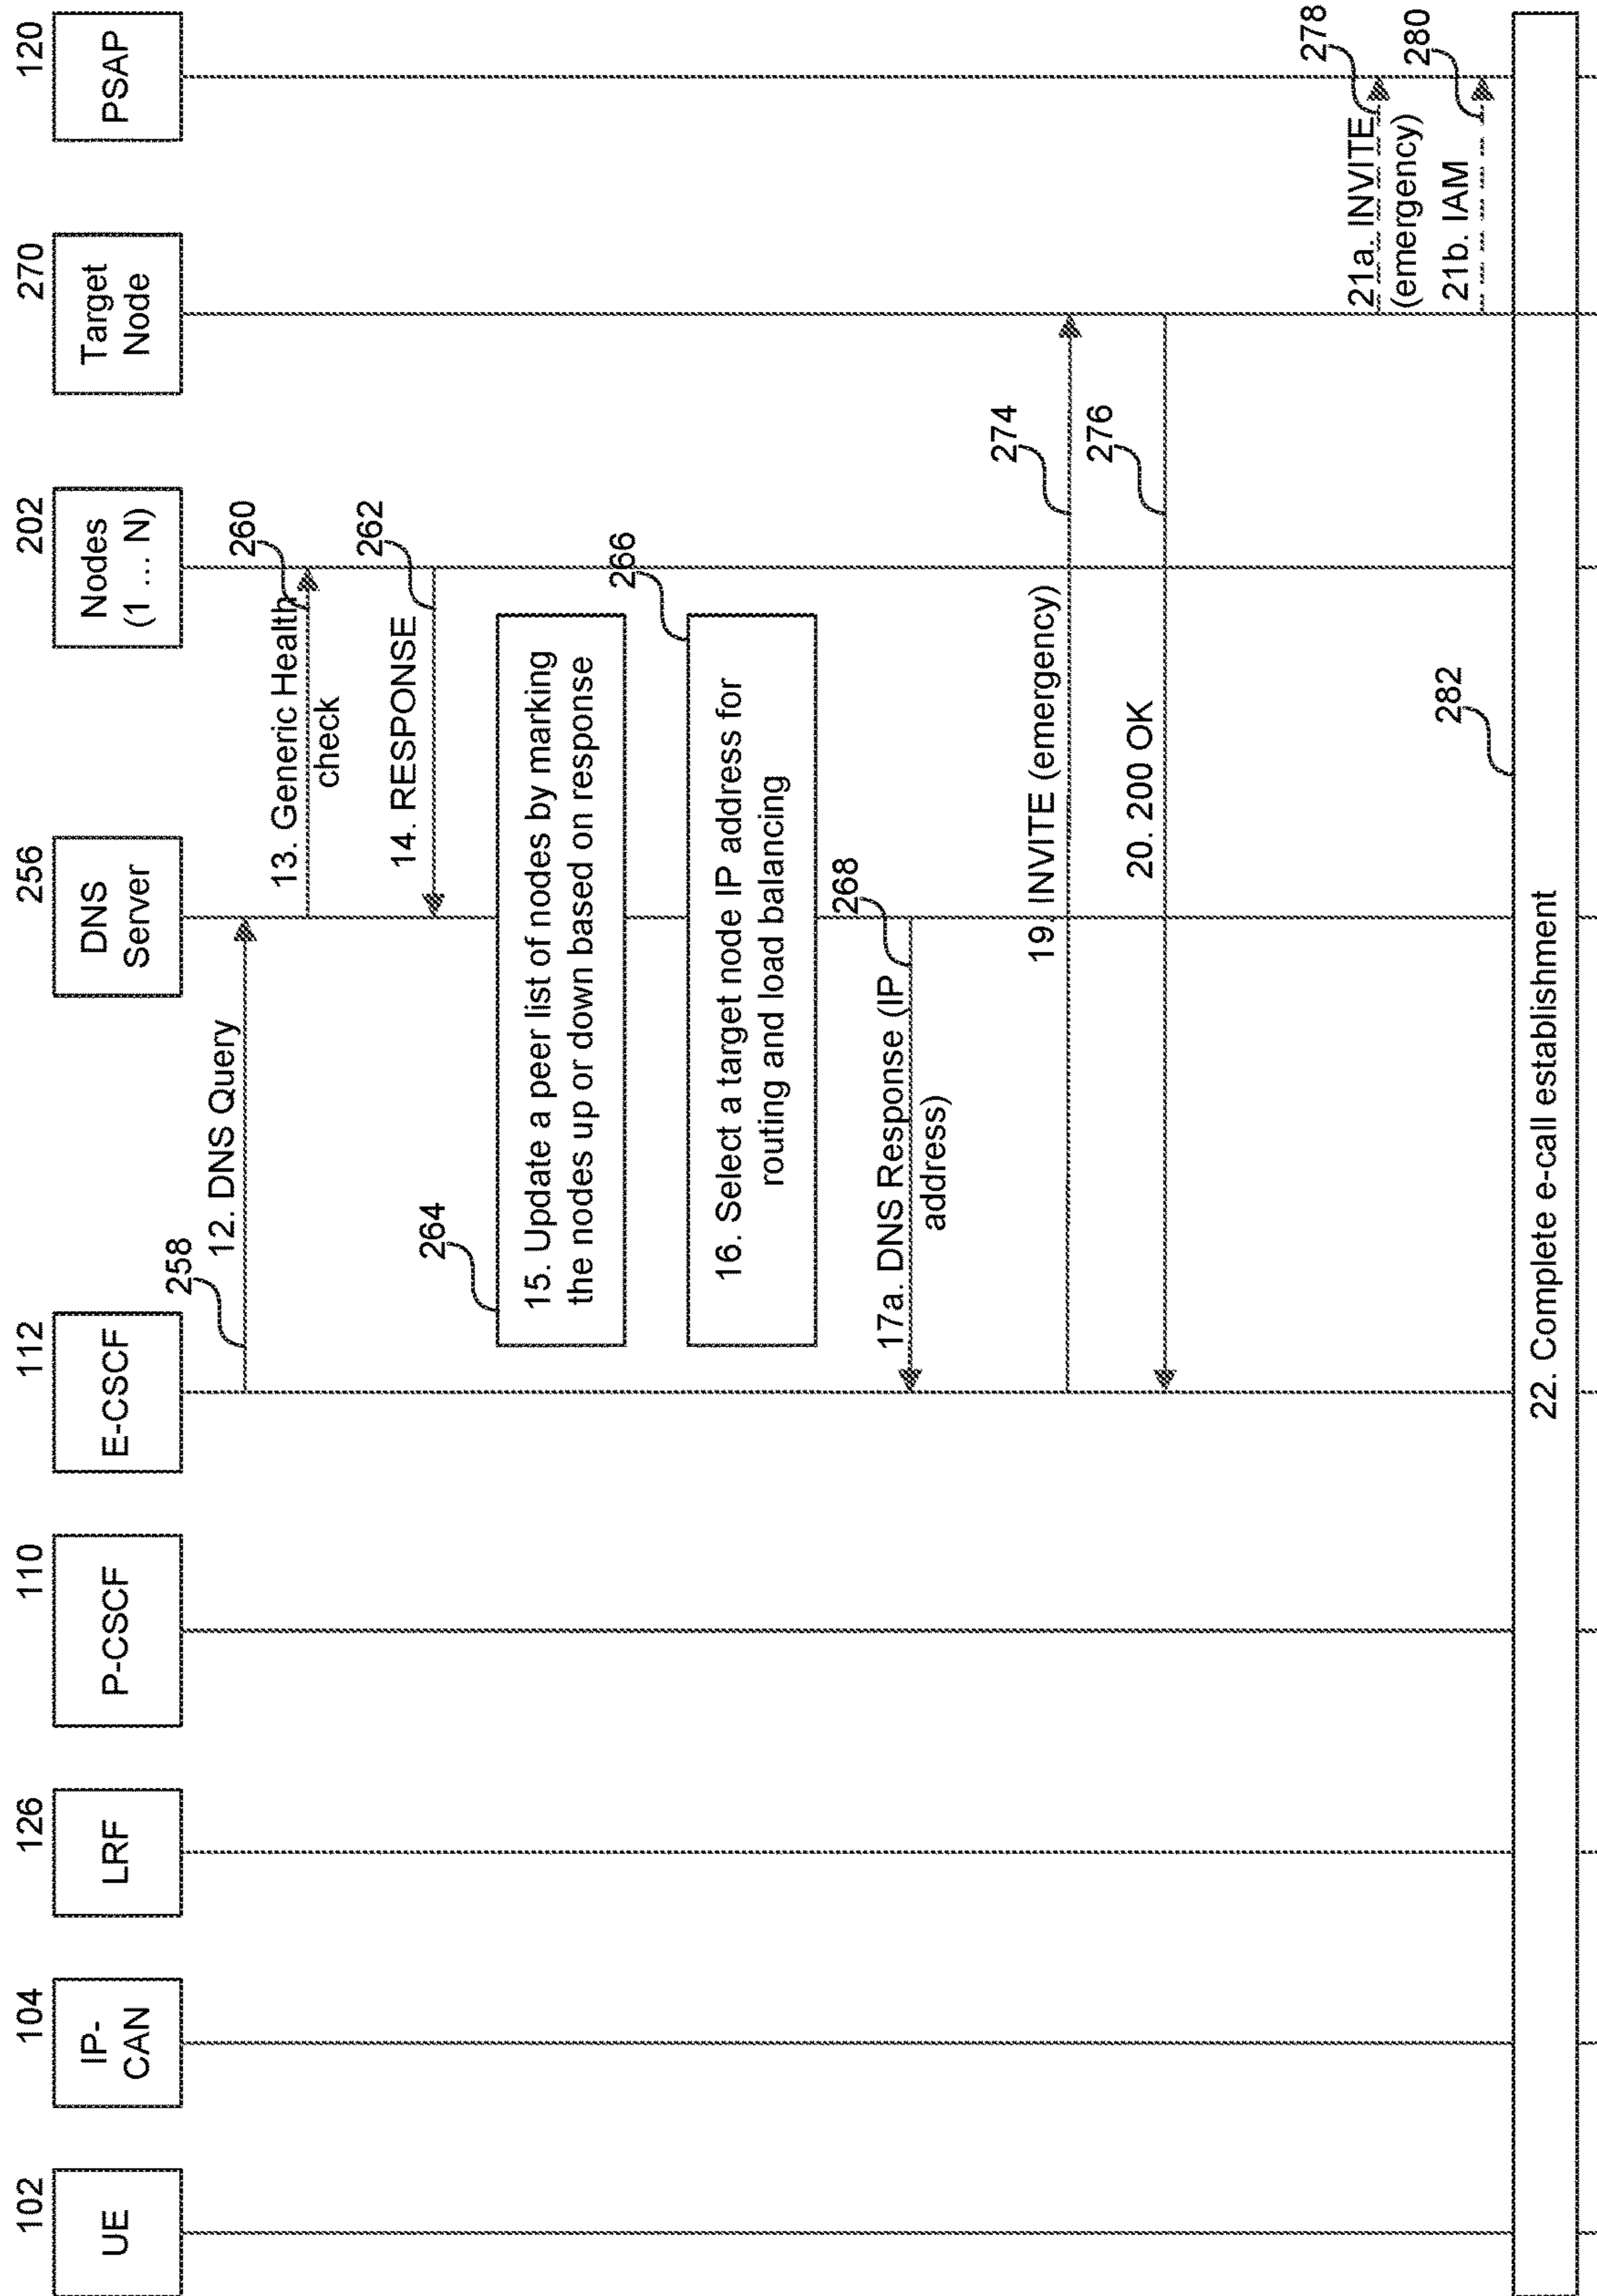 102
104
126
110
112
256
202
270
120
UE
IP-
CAN
LRF
P-CSCF
E-CSCF
DNS
Server
Nodes
(1 ... N)
Target
Node
PSAP
258
12. DNS Query
260
13. Generic Health
check
262
14. RESPONSE
264
15. Update a peer list of nodes by marking
the nodes up or down based on response
266
16. Select a target node IP address for
routing and load balancing
268
17a. DNS Response (IP
address)
274
19. INVITE (emergency)
276
20. 200 OK
278
21a. INVITE
(emergency)
280
21b. IAM
282
22. Complete e-call establishment